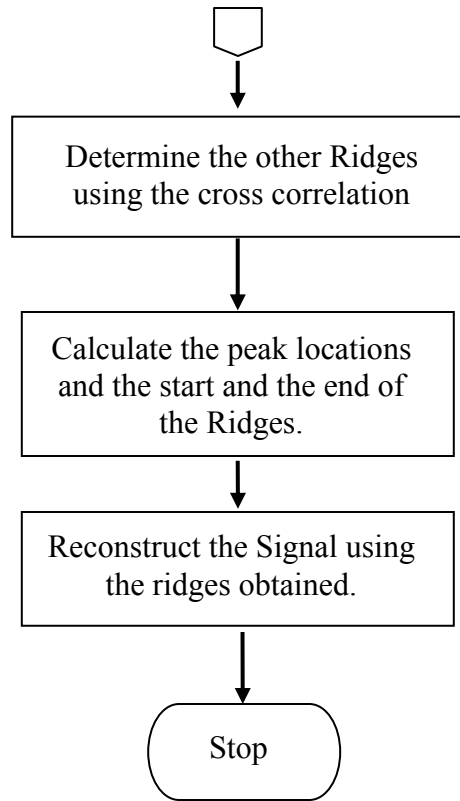 Determine the other Ridges
using the cross correlation
Calculate the peak locations
and the start and the end of
the Ridges.
Reconstruct the Signal using
the ridges obtained.
Stop